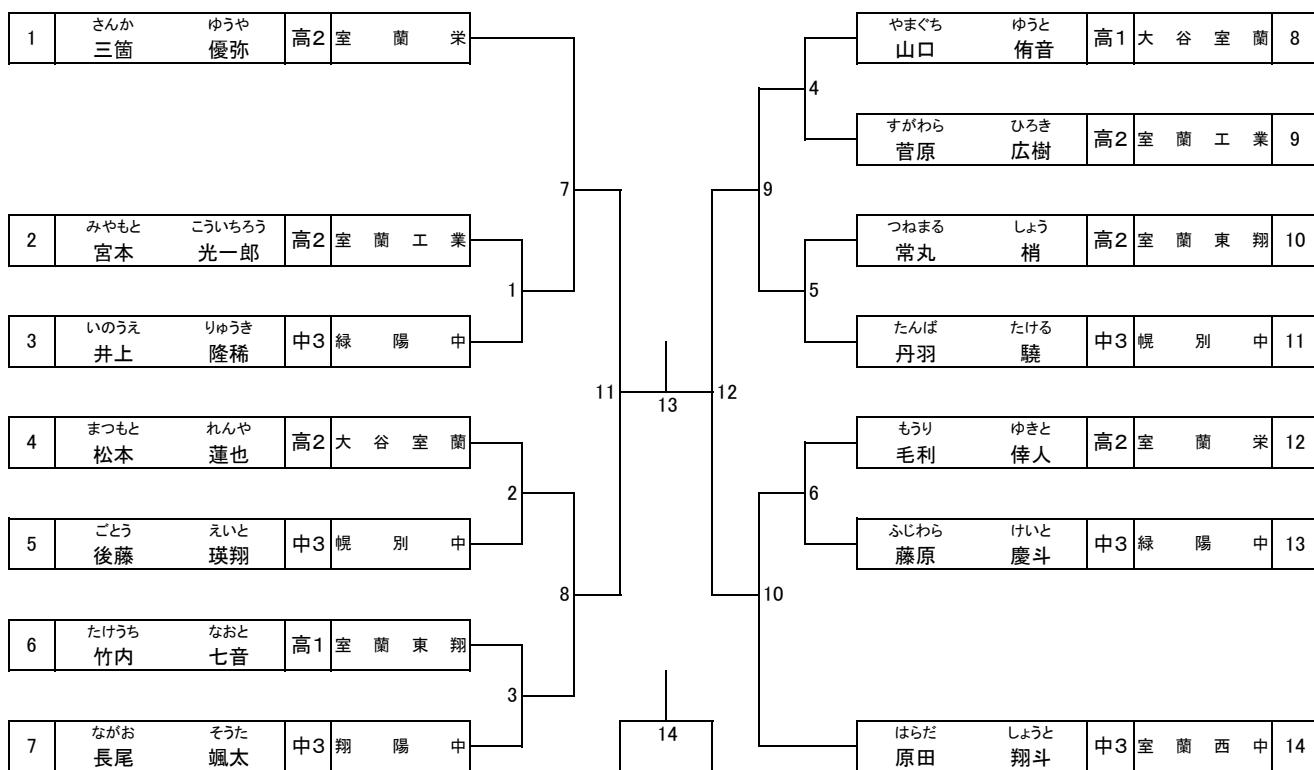 さんか ゆうや
1 三箇 優弥 高2 室蘭栄
みやもと こういちろう
2 宮本 光一郎 高2 室蘭工業
いのうえ りゅうき
3 井上 隆稀 中3 緑陽中
まつもと れんや
4 松本 蓮也 高2 大谷室蘭
ごとう えいと
5 後藤 瑛翔 中3 幌別中
たけうち なおと
6 竹内 七音 高1 室蘭東翔
ながお そうた
7 長尾 颯太 中3 翔陽中
7
1
2
8
3
11
13
12
14
9
4
5
6
10
やまぐち ゆうと
山口 侑音 高1 大谷室蘭 8
すがわら ひろき
菅原 広樹 高2 室蘭工業 9
つねまる しょう
常丸 梢 高2 室蘭東翔 10
たんば たける
丹羽 驍 中3 幌別中 11
もうり ゆきと
毛利 倖人 高2 室蘭栄 12
ふじわら けいと
藤原 慶斗 中3 緑陽中 13
はらだ しょうと
原田 翔斗 中3 室蘭西中 14